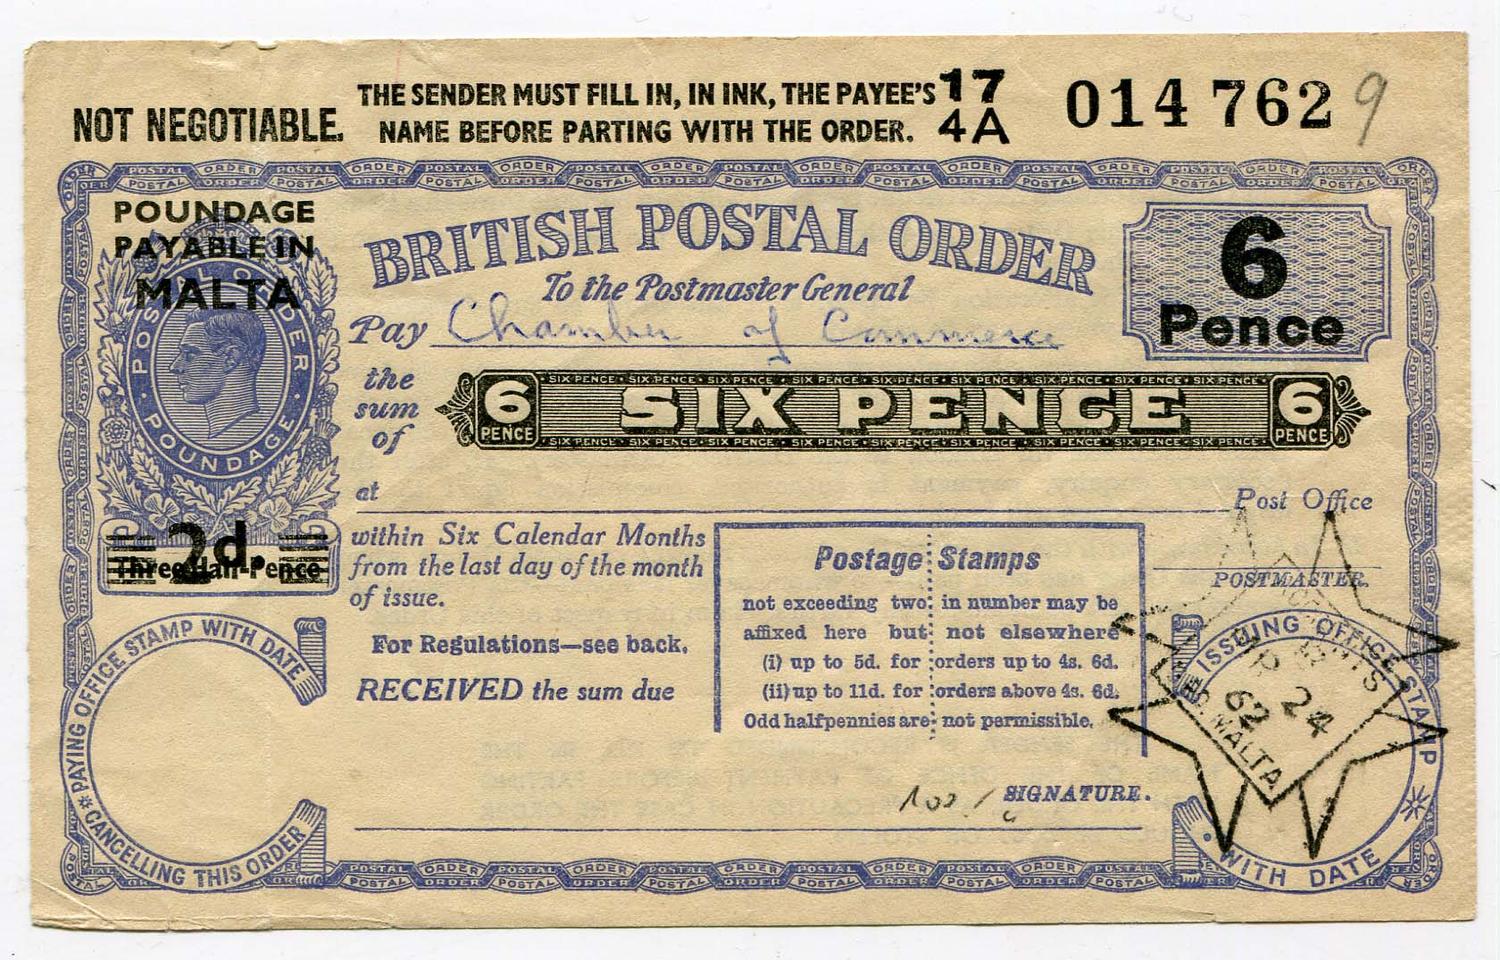 NOT NEGOTIABLE.
THE SENDER MUST FILL IN, IN INK, THE PAYEE'S
NAME BEFORE PARTING WITH THE ORDER.
17
4A
014 762
9
POUNDAGE
PAYABLE IN
MALTA
POSTAL ORDER
POUNDAGE
2d.
Three Half-Pence
BRITISH POSTAL ORDER
To the Postmaster General
6
Pence
Pay Chamber of Commerce
the
sum
of
6 PENCE SIX PENCE 6 PENCE
at Post Office
within Six Calendar Months
from the last day of the month
of issue.
For Regulations—see back.
RECEIVED the sum due
Postage Stamps
not exceeding two in number may be
affixed here but not elsewhere
(i) up to 5d. for orders up to 4s. 6d.
(ii) up to 11d. for orders above 4s. 6d.
Odd halfpennies are not permissible.
POSTMASTER.
PAYING OFFICE STAMP WITH DATE
CANCELLING THIS ORDER
ISSUING OFFICE STAMP
WITH DATE
24
62
MALTA
SIGNATURE.